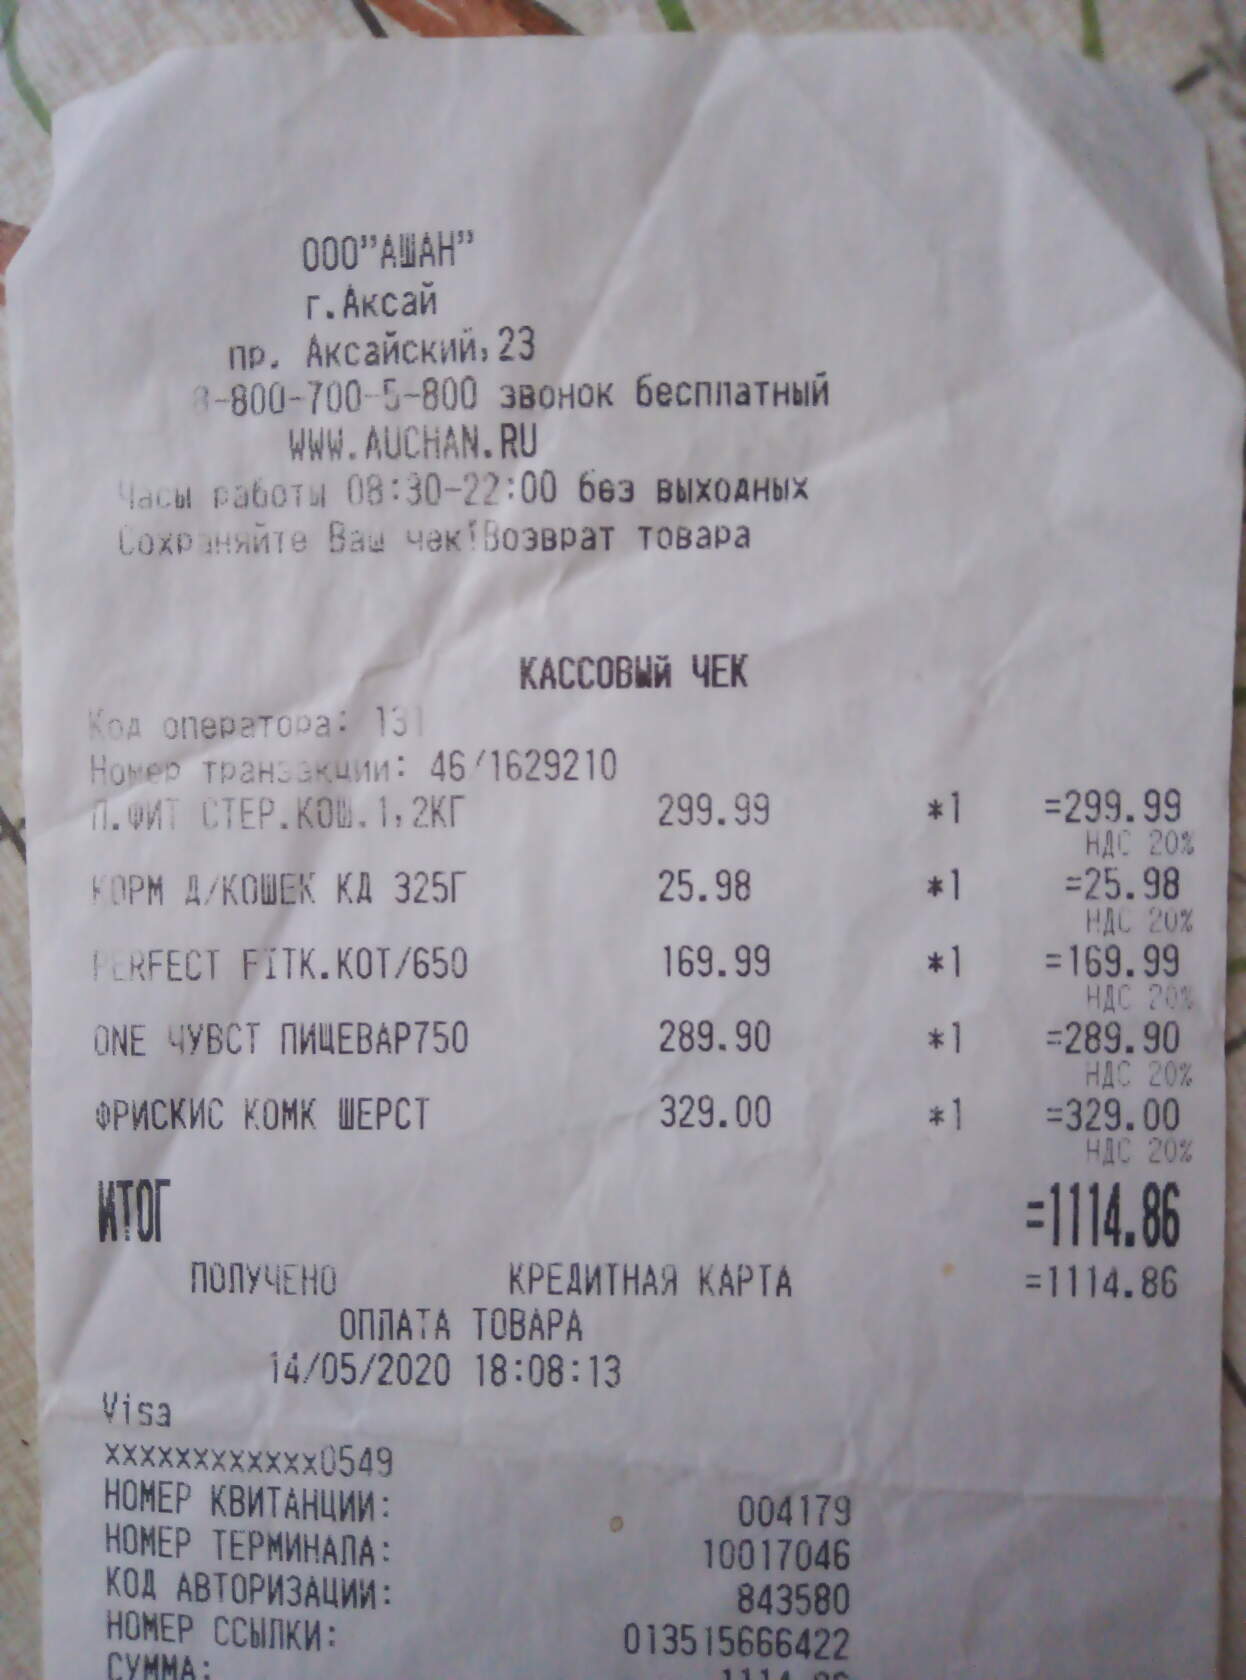 ООО"АШАН"
г.Аксай
пр. Аксайский,23
8-800-700-5-800 звонок бесплатный
WWW.AUCHAN.RU
Часы работы 08:30-22:00 без выходных
Сохраняйте Ваш чек!Возврат товара
КАССОВЫЙ ЧЕК
Код оператора: 131
Номер транзакции: 46/1629210
П.ФИТ СТЕР.КОШ.1,2КГ 299.99 *1 =299.99
НДС 20%
КОРМ Д/КОШЕК КД 325Г 25.98 *1 =25.98
НДС 20%
PERFECT FITK.KOT/650 169.99 *1 =169.99
НДС 20%
ONE ЧУВСТ ПИЩЕВАР750 289.90 *1 =289.90
НДС 20%
ФРИСКИС КОМК ШЕРСТ 329.00 *1 =329.00
НДС 20%
ИТОГ =1114.86
ПОЛУЧЕНО КРЕДИТНАЯ КАРТА =1114.86
ОПЛАТА ТОВАРА
14/05/2020 18:08:13
Visa
xxxxxxxxxxxx0549
НОМЕР КВИТАНЦИИ: 004179
НОМЕР ТЕРМИНАЛА: 10017046
КОД АВТОРИЗАЦИИ: 843580
НОМЕР ССЫЛКИ: 013515666422
СУММА: 1114.86